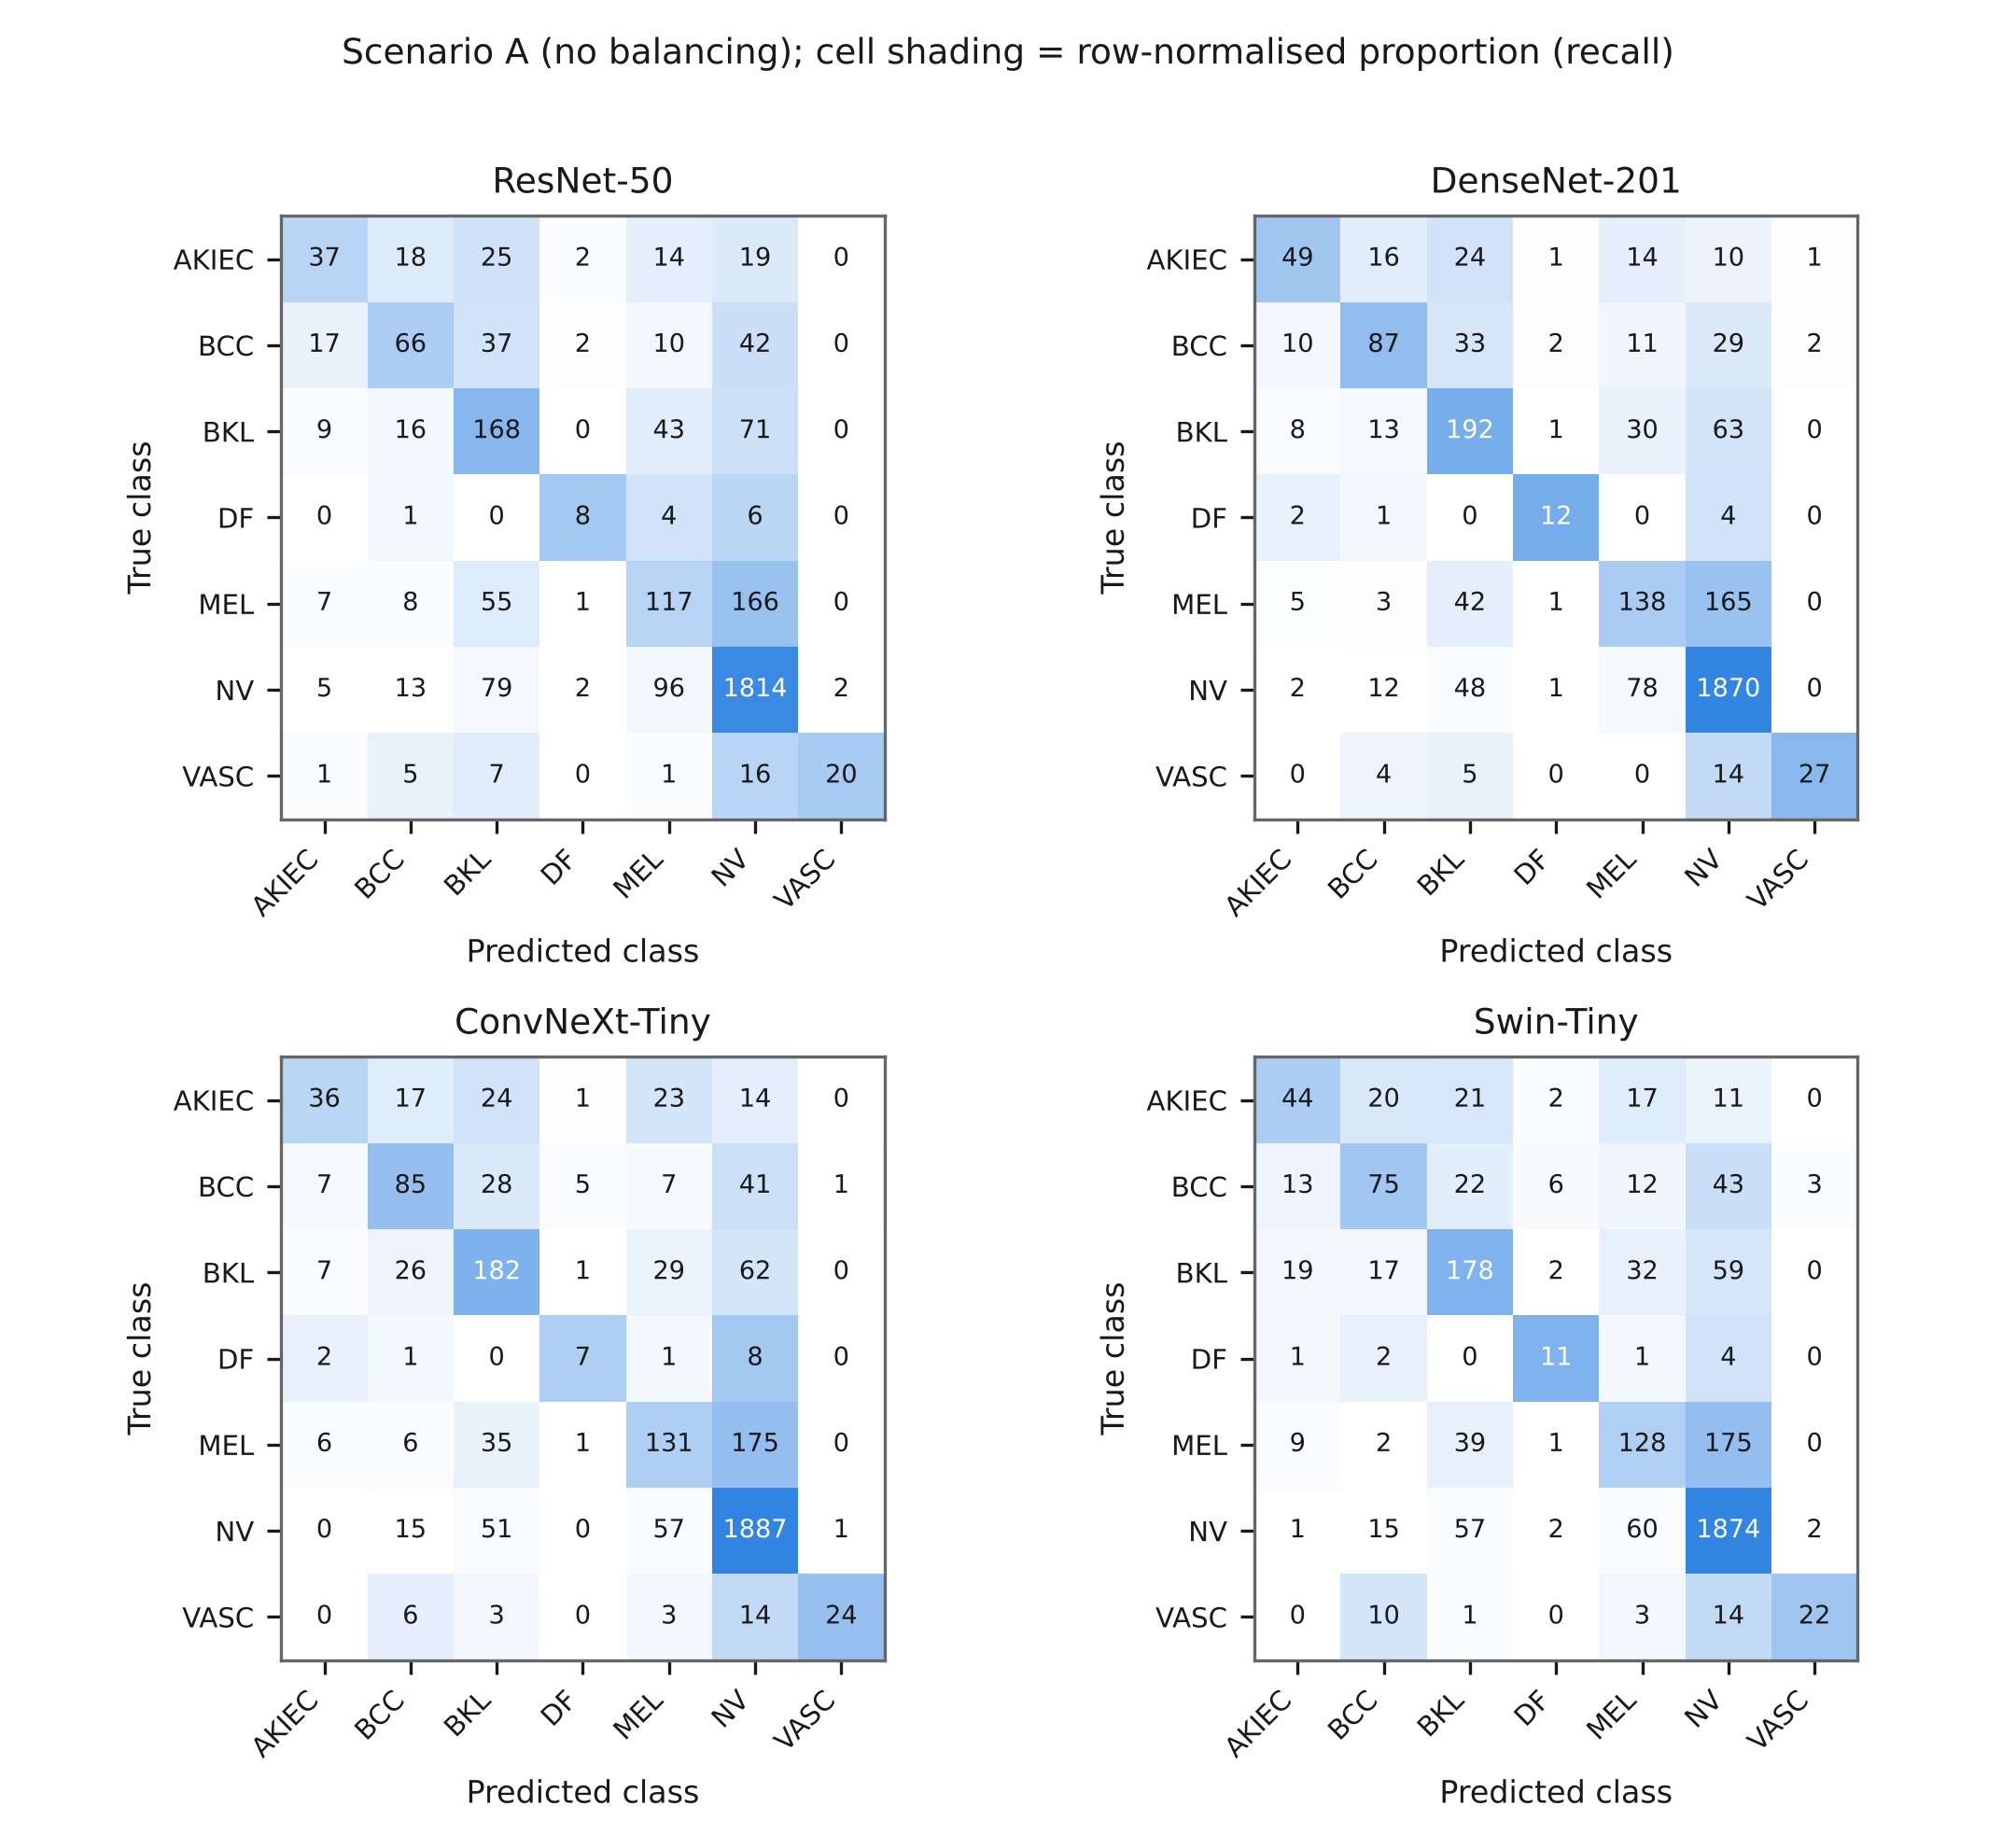 Scenario A (no balancing); cell shading = row-normalised proportion (recall)
ResNet-50
True class
AKIEC 37 18 25 2 14 19 0
BCC 17 66 37 2 10 42 0
BKL 9 16 168 0 43 71 0
DF 0 1 0 8 4 6 0
MEL 7 8 55 1 117 166 0
NV 5 13 79 2 96 1814 2
VASC 1 5 7 0 1 16 20
AKIEC BCC BKL DF MEL NV VASC
Predicted class
DenseNet-201
True class
AKIEC 49 16 24 1 14 10 1
BCC 10 87 33 2 11 29 2
BKL 8 13 192 1 30 63 0
DF 2 1 0 12 0 4 0
MEL 5 3 42 1 138 165 0
NV 2 12 48 1 78 1870 0
VASC 0 4 5 0 0 14 27
AKIEC BCC BKL DF MEL NV VASC
Predicted class
ConvNeXt-Tiny
True class
AKIEC 36 17 24 1 23 14 0
BCC 7 85 28 5 7 41 1
BKL 7 26 182 1 29 62 0
DF 2 1 0 7 1 8 0
MEL 6 6 35 1 131 175 0
NV 0 15 51 0 57 1887 1
VASC 0 6 3 0 3 14 24
AKIEC BCC BKL DF MEL NV VASC
Predicted class
Swin-Tiny
True class
AKIEC 44 20 21 2 17 11 0
BCC 13 75 22 6 12 43 3
BKL 19 17 178 2 32 59 0
DF 1 2 0 11 1 4 0
MEL 9 2 39 1 128 175 0
NV 1 15 57 2 60 1874 2
VASC 0 10 1 0 3 14 22
AKIEC BCC BKL DF MEL NV VASC
Predicted class